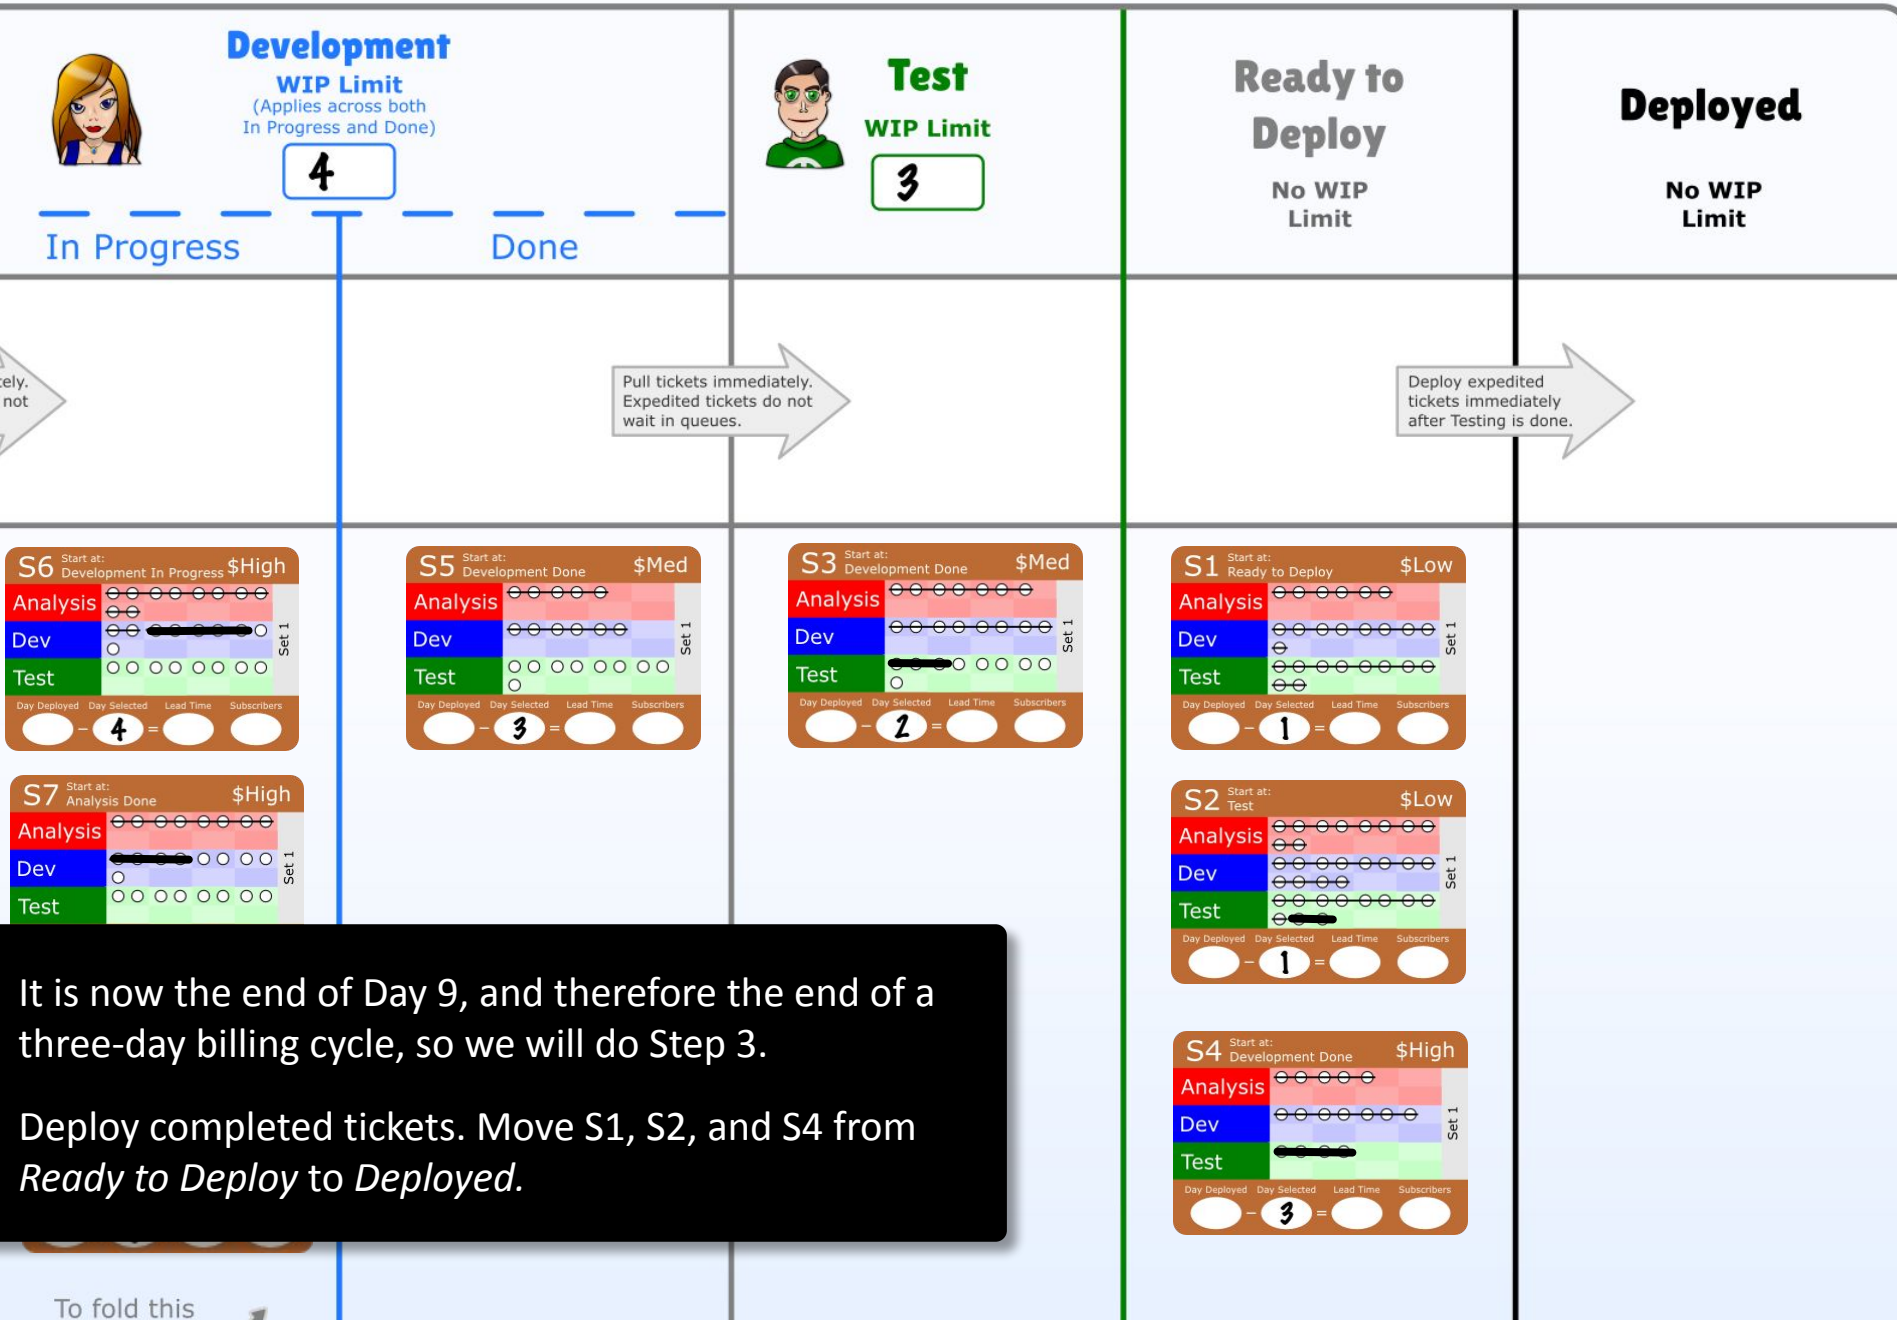 Development
WIP Limit
(Applies across both
In Progress and Done)
4
In Progress
Done
Test
WIP Limit
3
Ready to
Deploy
No WIP
Limit
Deployed
No WIP
Limit
not
Pull tickets immediately.
Expedited tickets do not
wait in queues.
Deploy expedited
tickets immediately
after Testing is done.
S6 Start at:
Development In Progress $High
Analysis
Dev
Test
Set 1
Day Deployed Day Selected Lead Time Subscribers
- 4 =
S5 Start at:
Development Done $Med
Analysis
Dev
Test
Set 1
Day Deployed Day Selected Lead Time Subscribers
- 3 =
S3 Start at:
Development Done $Med
Analysis
Dev
Test
Set 1
Day Deployed Day Selected Lead Time Subscribers
- 2 =
S1 Start at:
Ready to Deploy $Low
Analysis
Dev
Test
Set 1
Day Deployed Day Selected Lead Time Subscribers
- 1 =
S7 Start at:
Analysis Done $High
Analysis
Dev
Test
Set 1
S2 Start at:
Test $Low
Analysis
Dev
Test
Set 1
Day Deployed Day Selected Lead Time Subscribers
- 1 =
It is now the end of Day 9, and therefore the end of a
three-day billing cycle, so we will do Step 3.
Deploy completed tickets. Move S1, S2, and S4 from
Ready to Deploy to Deployed.
S4 Start at:
Development Done $High
Analysis
Dev
Test
Set 1
Day Deployed Day Selected Lead Time Subscribers
- 3 =
To fold this